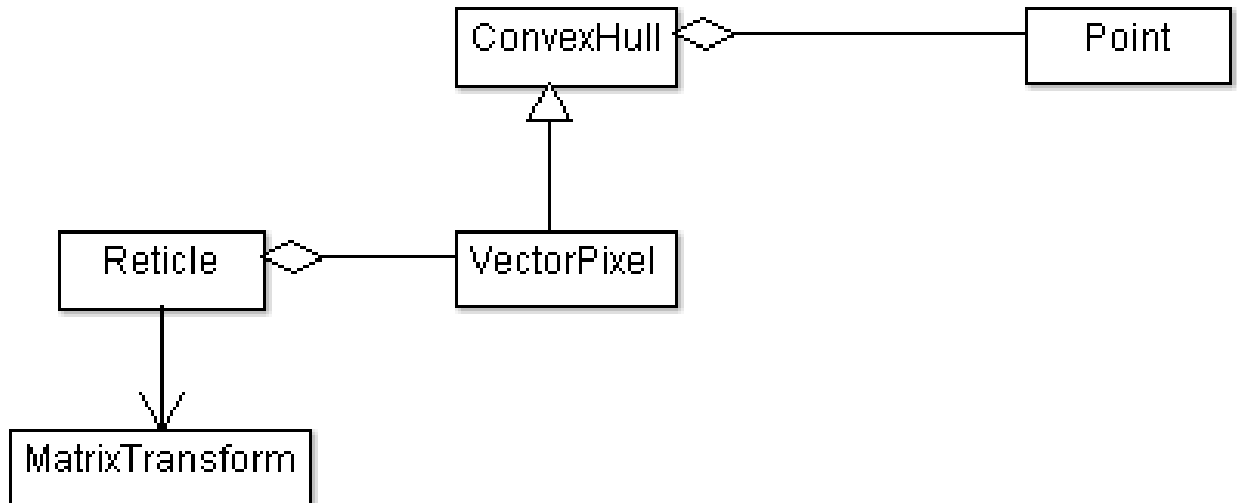 ConvexHull
Point
Reticle
VectorPixel
MatrixTransform